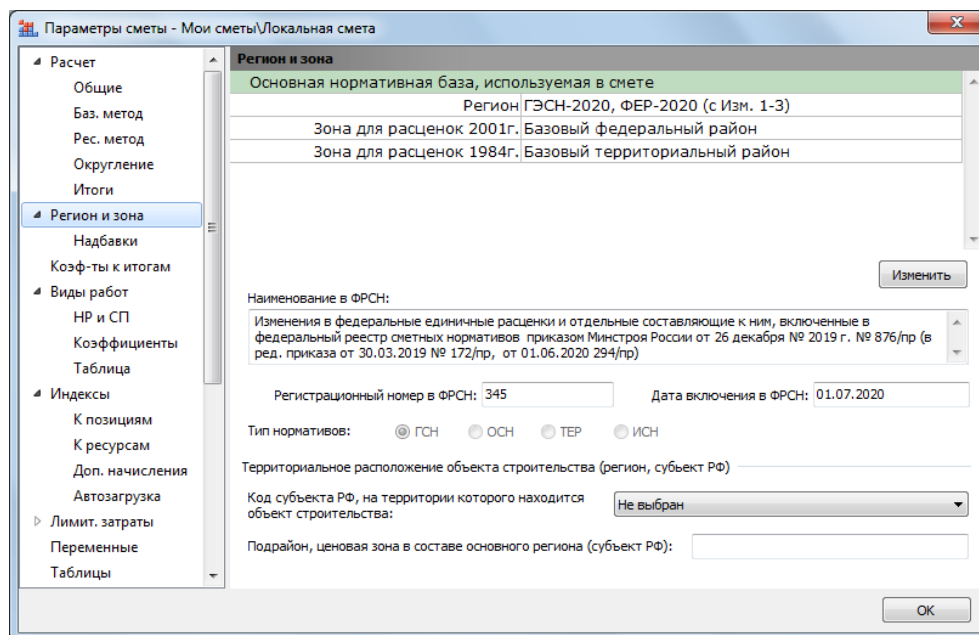 Параметры сметы - Мои сметы\Локальная смета
Расчет
Общие
Баз. метод
Рес. метод
Округление
Итоги
Регион и зона
Надбавки
Коэф-ты к итогам
Виды работ
НР и СП
Коэффициенты
Таблица
Индексы
К позициям
К ресурсам
Доп. начисления
Автозагрузка
Лимит. затраты
Переменные
Таблицы
Регион и зона
Основная нормативная база, используемая в смете
Регион ГЭСН-2020, ФЕР-2020 (с Изм. 1-3)
Зона для расценок 2001г. Базовый федеральный район
Зона для расценок 1984г. Базовый территориальный район
Изменить
Наименование в ФРСН:
Изменения в федеральные единичные расценки и отдельные составляющие к ним, включенные в
федеральный реестр сметных нормативов приказом Минстроя России от 26 декабря № 2019 г. № 876/пр (в
ред. приказа от 30.03.2019 № 172/пр, от 01.06.2020 294/пр)
Регистрационный номер в ФРСН: 345 Дата включения в ФРСН: 01.07.2020
Тип нормативов: ГСН ОСН ТЕР ИСН
Территориальное расположение объекта строительства (регион, субъект РФ)
Код субъекта РФ, на территории которого находится
объект строительства:
Не выбран
Подрайон, ценовая зона в составе основного региона (субъект РФ):
OK